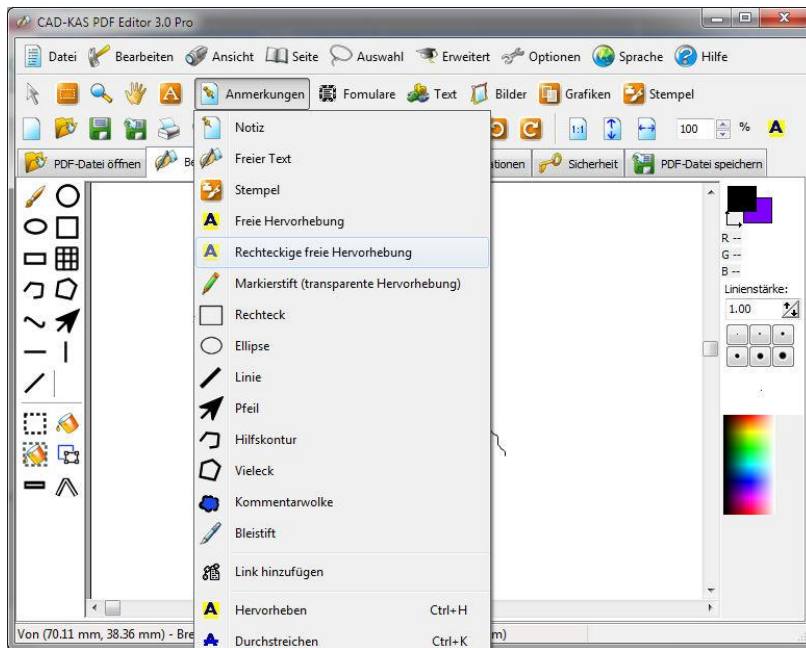 CAD-KAS PDF Editor 3.0 Pro
Datei Bearbeiten Ansicht Seite Auswahl Erweitert Optionen Sprache Hilfe
Anmerkungen Fomulare Text Bilder Grafiken Stempel
1:1 100 % A
PDF-Datei öffnen Sicherheit PDF-Datei speichern
Notiz
Freier Text
Stempel
Freie Hervorhebung
Rechteckige freie Hervorhebung
Markierstift (transparente Hervorhebung)
Rechteck
Ellipse
Linie
Pfeil
Hilfskontur
Vieleck
Kommentarwolke
Bleistift
Link hinzufügen
Hervorheben Ctrl+H
Durchstreichen Ctrl+K
R --
G --
B --
Linienstärke:
1.00
Von (70.11 mm, 38.36 mm) - Bre